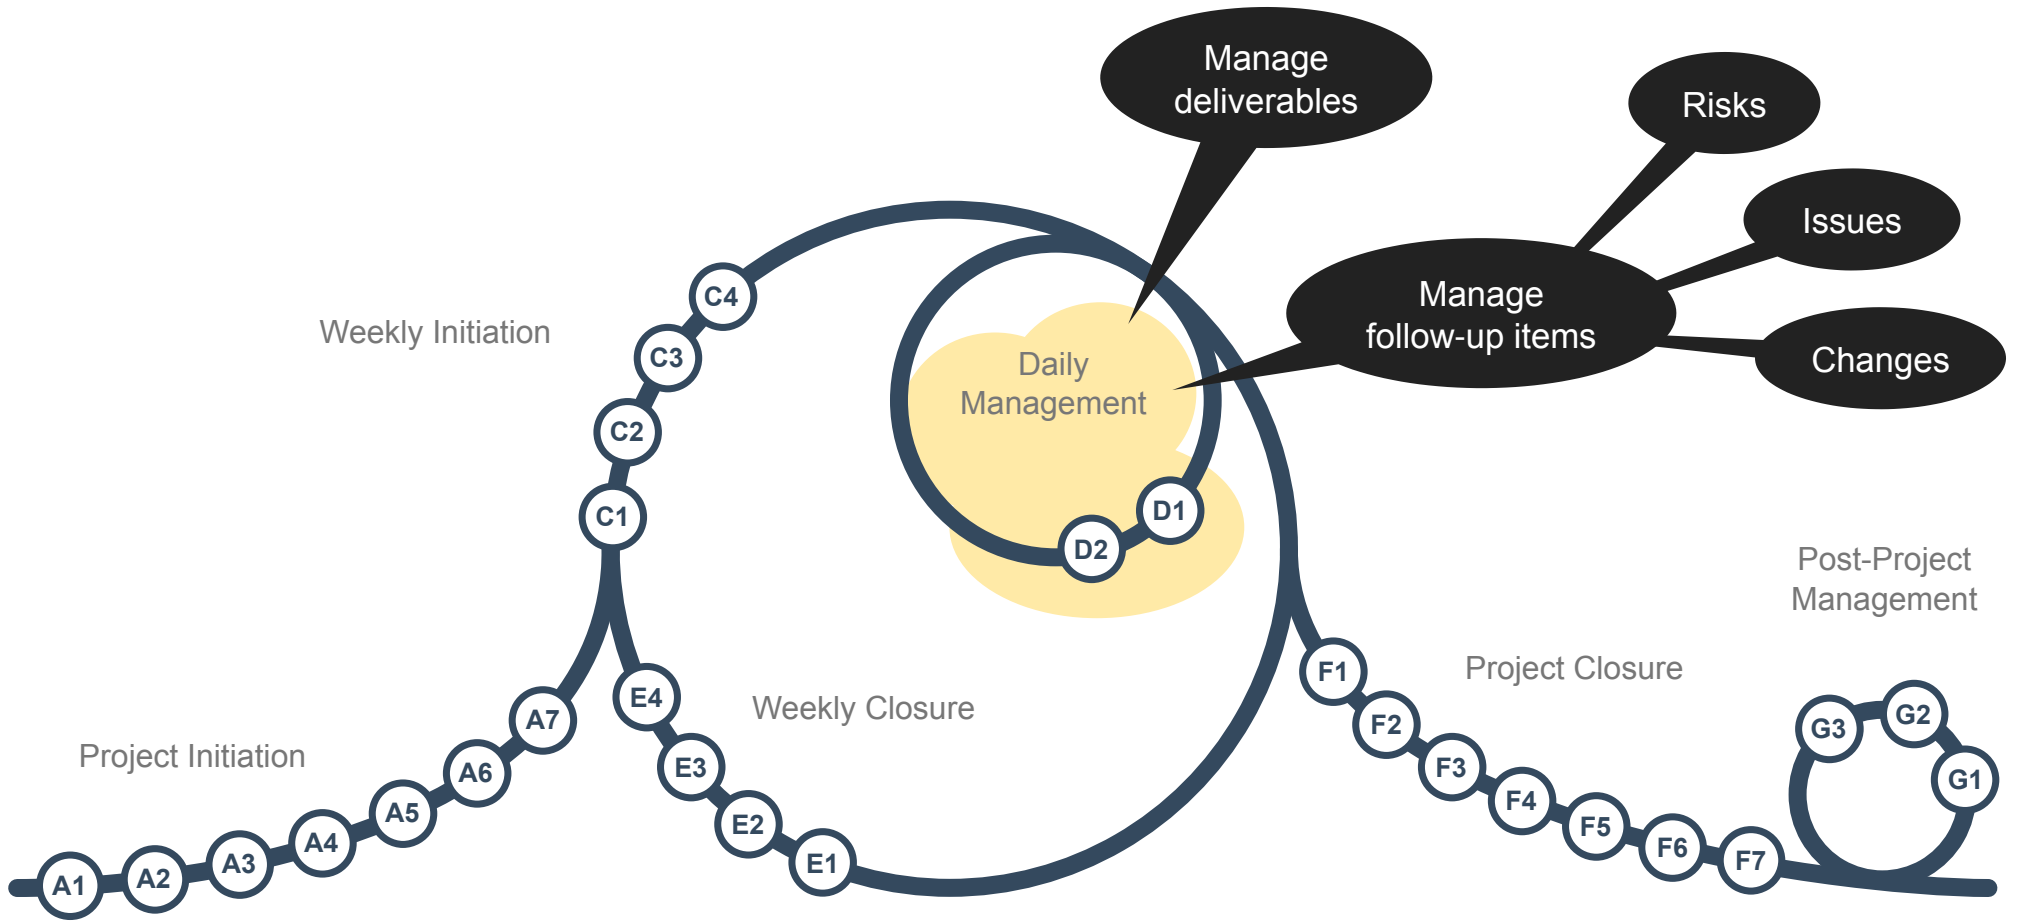 Manage
deliverables
Risks
Issues
Manage
follow-up items
Changes
Weekly Initiation
C4
C3
C2
C1
Daily
Management
D1
D2
Post-Project
Management
Project Closure
Weekly Closure
Project Initiation
A1
A2
A3
A4
A5
A6
A7
E4
E3
E2
E1
F1
F2
F3
F4
F5
F6
F7
G3
G2
G1